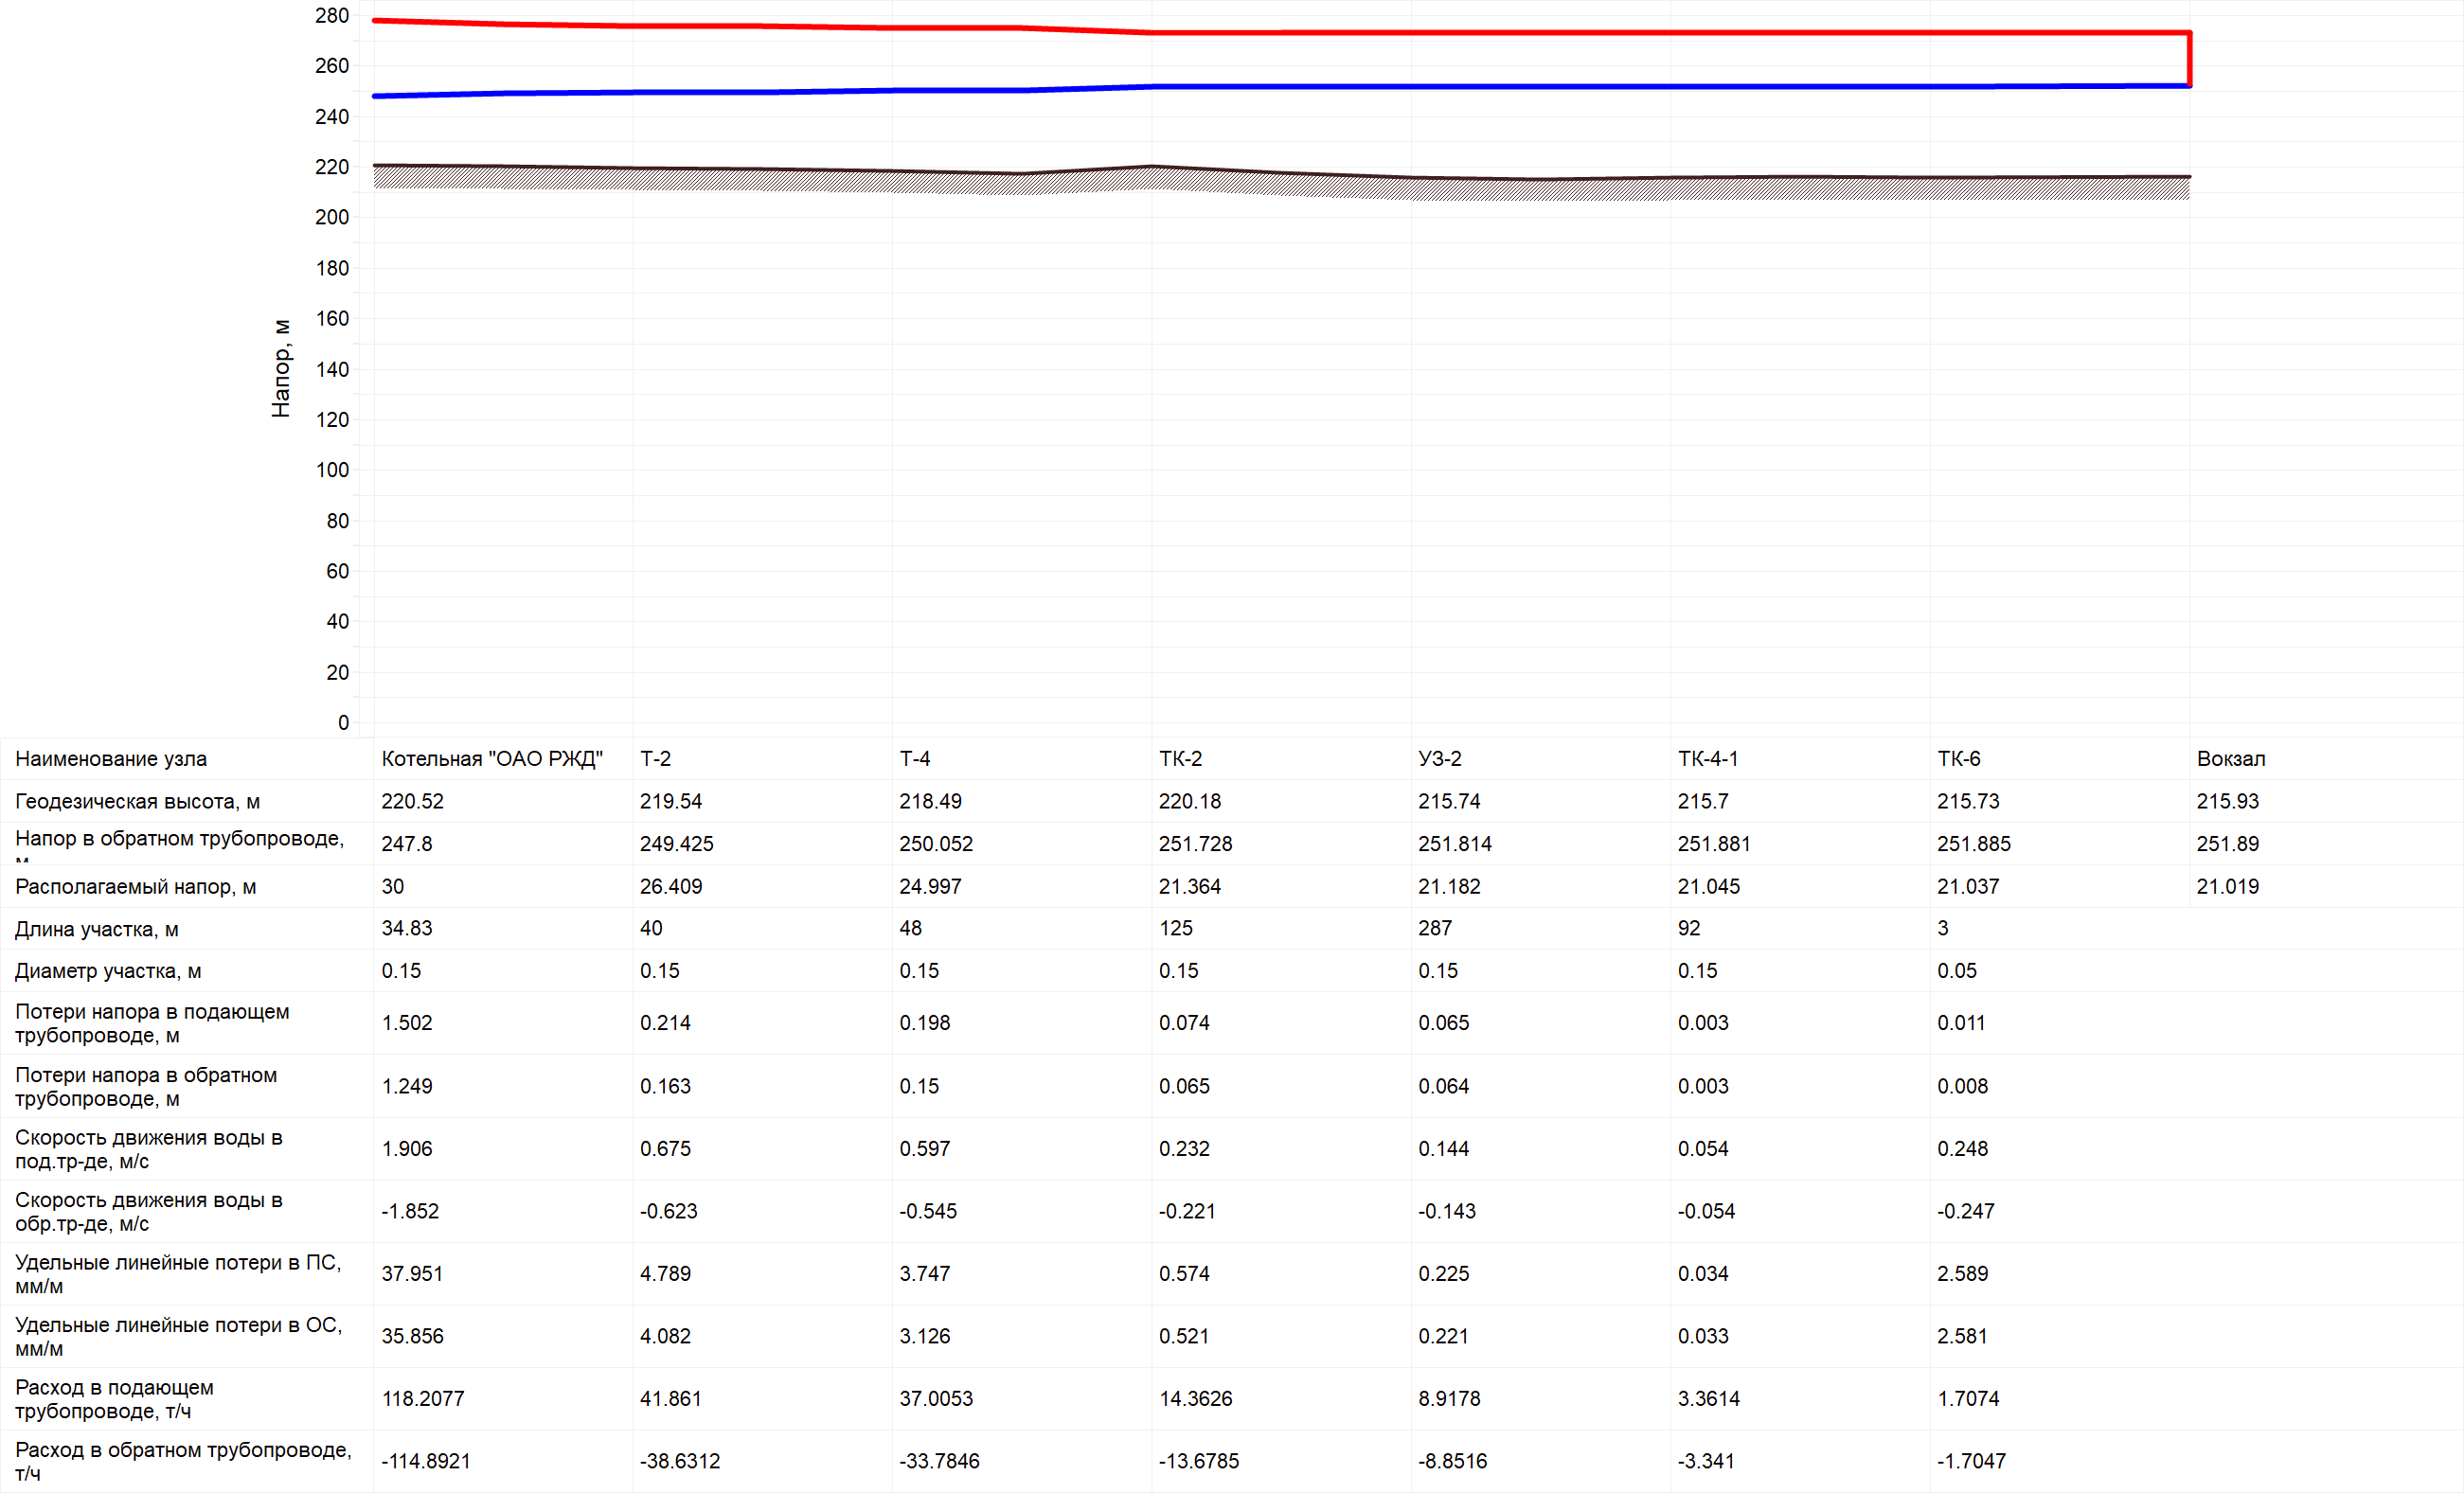 280
260
240
220
200
180
160
140
120
100
80
60
40
20
0
Напор, м
Наименование узла Котельная "ОАО РЖД" Т-2 Т-4 ТК-2 УЗ-2 ТК-4-1 ТК-6 Вокзал
Геодезическая высота, м 220.52 219.54 218.49 220.18 215.74 215.7 215.73 215.93
Напор в обратном трубопроводе, 247.8 249.425 250.052 251.728 251.814 251.881 251.885 251.89
м
Располагаемый напор, м 30 26.409 24.997 21.364 21.182 21.045 21.037 21.019
Длина участка, м 34.83 40 48 125 287 92 3
Диаметр участка, м 0.15 0.15 0.15 0.15 0.15 0.15 0.05
Потери напора в подающем
трубопроводе, м 1.502 0.214 0.198 0.074 0.065 0.003 0.011
Потери напора в обратном
трубопроводе, м 1.249 0.163 0.15 0.065 0.064 0.003 0.008
Скорость движения воды в
под.тр-де, м/с 1.906 0.675 0.597 0.232 0.144 0.054 0.248
Скорость движения воды в
обр.тр-де, м/с -1.852 -0.623 -0.545 -0.221 -0.143 -0.054 -0.247
Удельные линейные потери в ПС,
мм/м 37.951 4.789 3.747 0.574 0.225 0.034 2.589
Удельные линейные потери в ОС,
мм/м 35.856 4.082 3.126 0.521 0.221 0.033 2.581
Расход в подающем
трубопроводе, т/ч 118.2077 41.861 37.0053 14.3626 8.9178 3.3614 1.7074
Расход в обратном трубопроводе,
т/ч -114.8921 -38.6312 -33.7846 -13.6785 -8.8516 -3.341 -1.7047